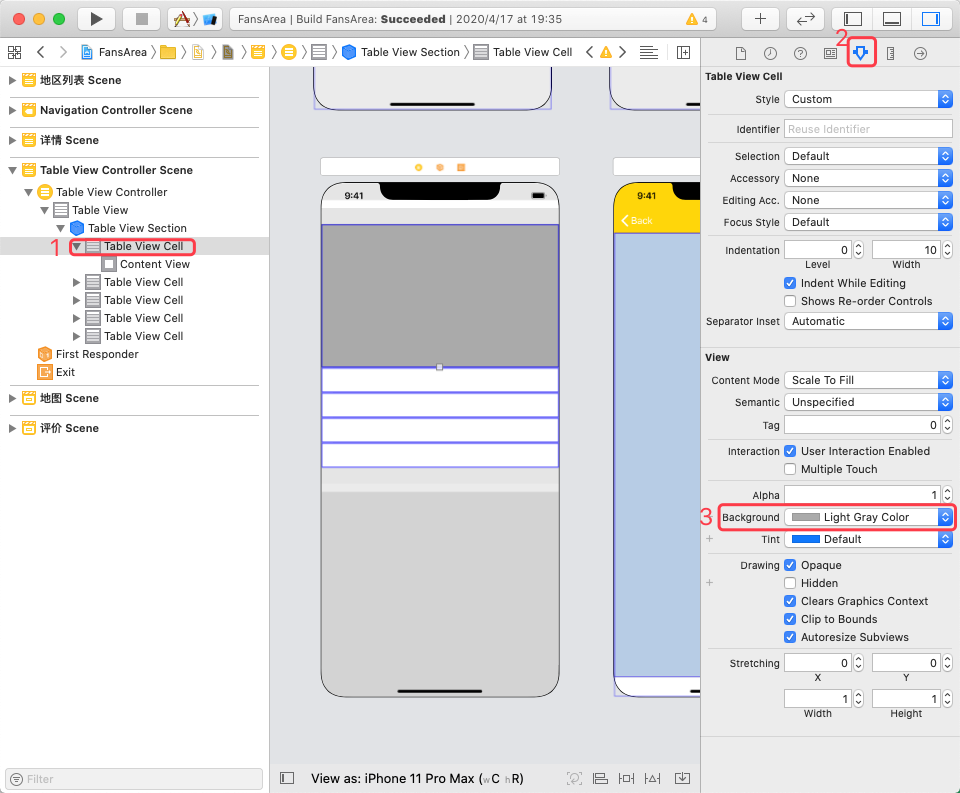 FansArea | Build FansArea: Succeeded | 2020/4/17 at 19:35
4
FansArea
Table View Section
Table View Cell
2
地区列表 Scene
Navigation Controller Scene
详情 Scene
Table View Controller Scene
Table View Controller
Table View
Table View Section
1
Table View Cell
Content View
Table View Cell
Table View Cell
Table View Cell
Table View Cell
First Responder
Exit
地图 Scene
评价 Scene
Filter
9:41
9:41
Back
View as: iPhone 11 Pro Max (wC hR)
Table View Cell
Style Custom
Identifier Reuse Identifier
Selection Default
Accessory None
Editing Acc. None
Focus Style Default
Indentation 0 10
Level Width
Indent While Editing
Shows Re-order Controls
Separator Inset Automatic
View
Content Mode Scale To Fill
Semantic Unspecified
Tag 0
Interaction User Interaction Enabled
Multiple Touch
Alpha 1
3 Background Light Gray Color
+ Tint Default
Drawing Opaque
+ Hidden
Clears Graphics Context
Clip to Bounds
Autoresize Subviews
Stretching 0 0
X Y
1 1
Width Height